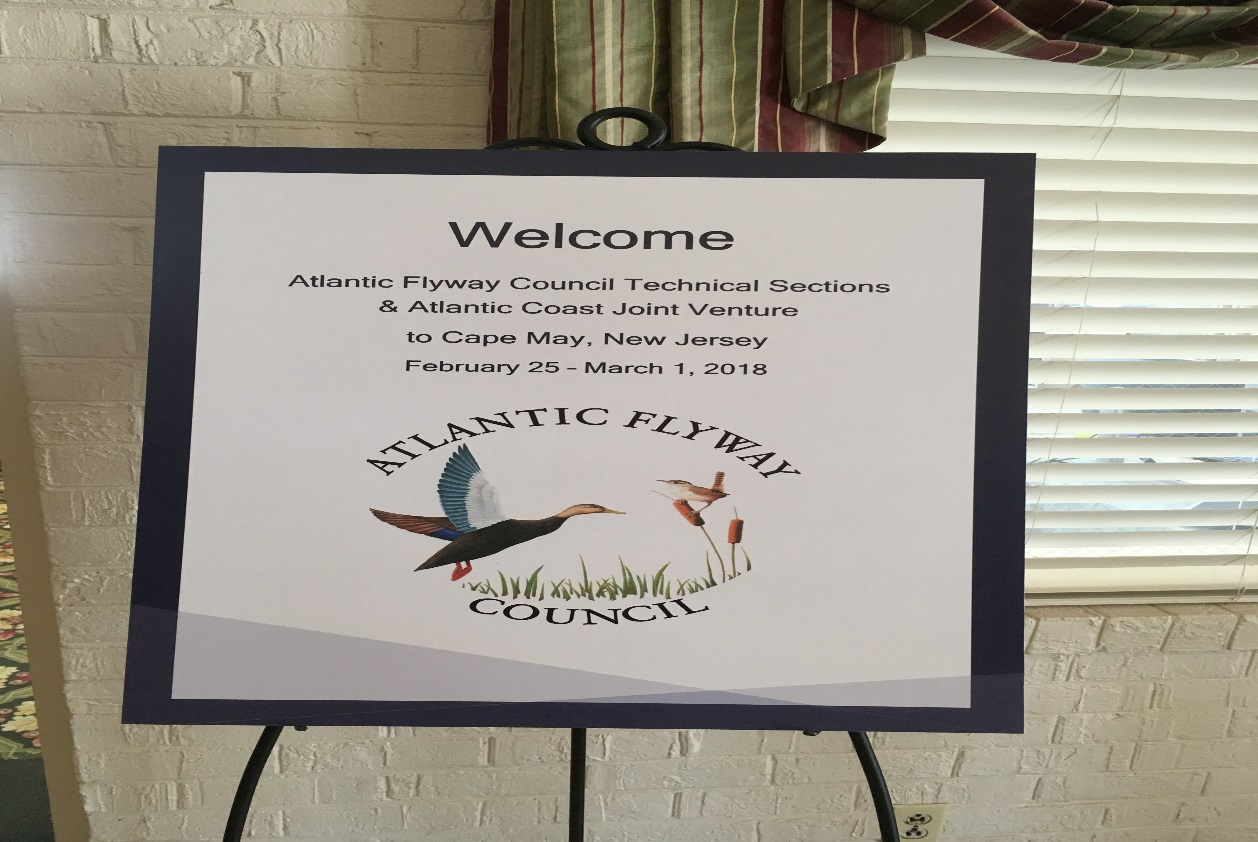 Welcome
Atlantic Flyway Council Technical Sections
& Atlantic Coast Joint Venture
to Cape May, New Jersey
February 25 - March 1, 2018
ATLANTIC FLYWAY
COUNCIL